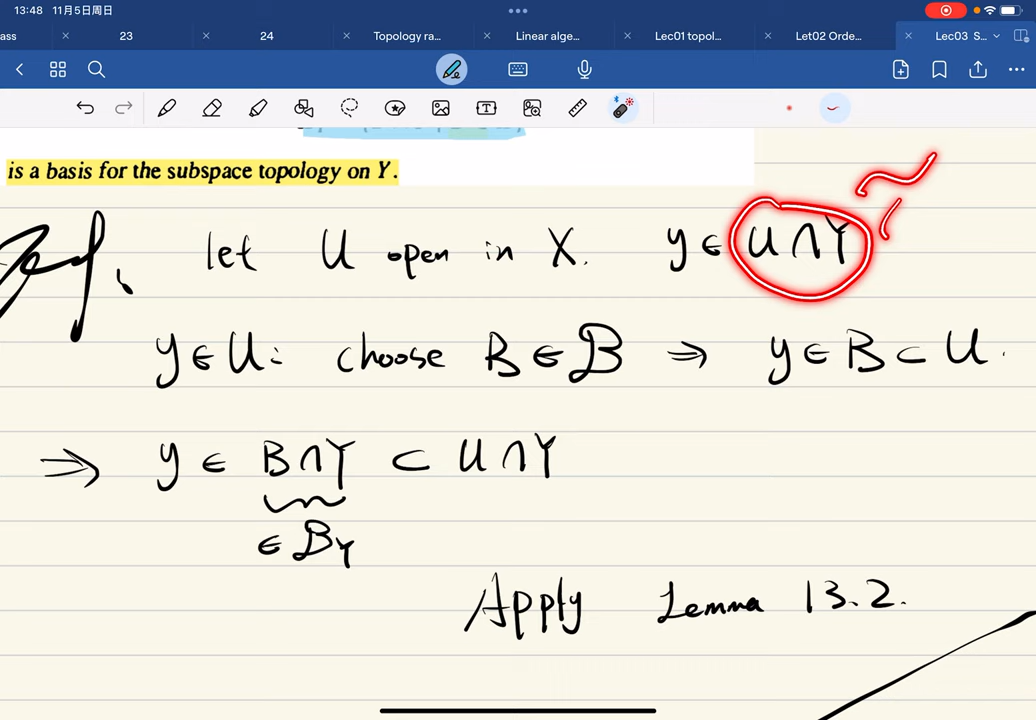 13:48 11月5日周日
ass 23 24 Topology ra... Linear alge... Lec01 topol... Let02 Orde... Lec03 S...
is a basis for the subspace topology on Y.
let U open in X. y ∈ U ∩ Y
y ∈ U: choose B ∈ ℬ ⇒ y ∈ B ⊂ U.
⇒ y ∈ B ∩ Y ⊂ U ∩ Y
∈ ℬ_Y
Apply Lemma 13.2.